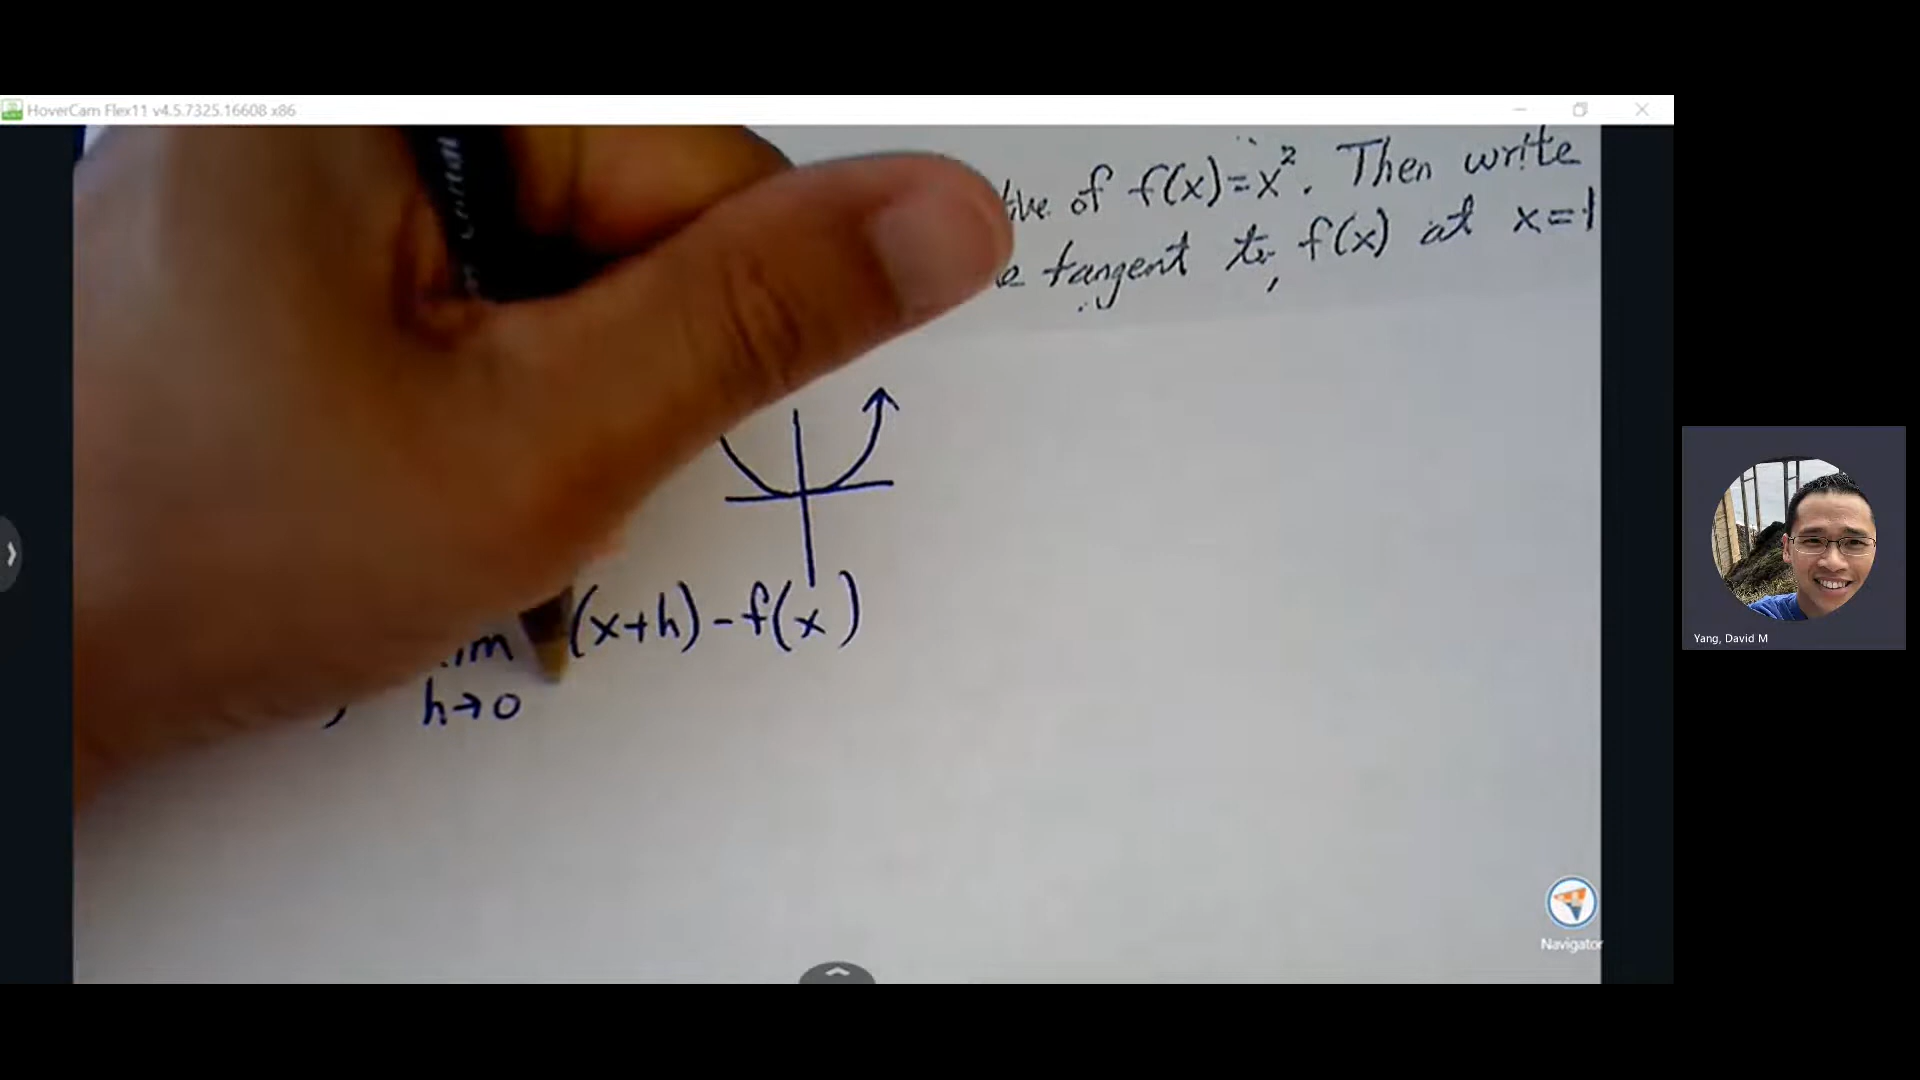 HoverCam Flex11 v4.5.7325.16608 x86
of f(x)=x². Then write
tangent to f(x) at x=1
(x+h)-f(x)
h→0
Yang, David M
Navigator